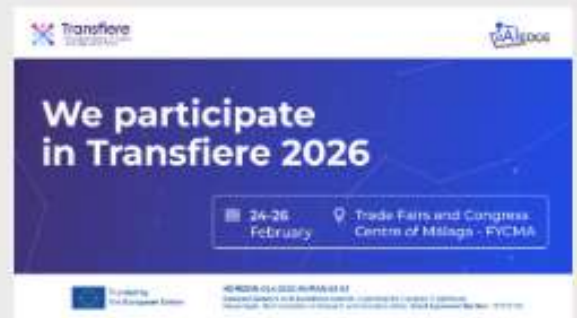 Transfiere
EDGE
We participate
in Transfiere 2026
24-26
February
Trade Fairs and Congress
Centre of Málaga - FYCMA
Funded by
the European Union